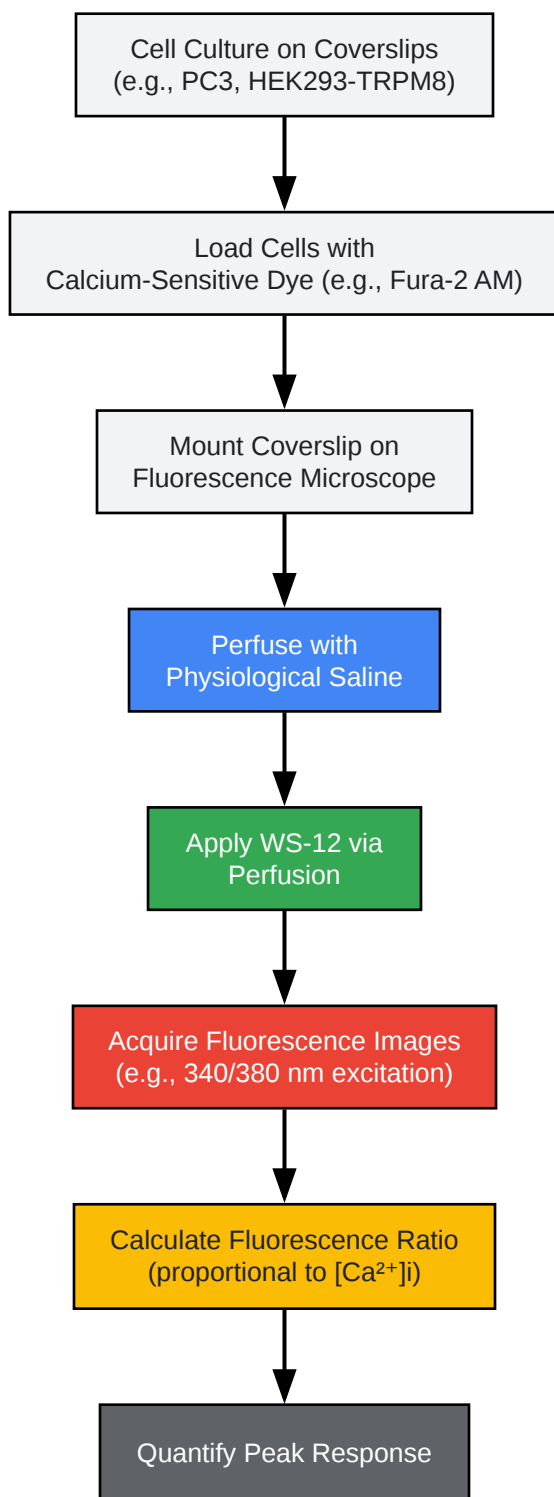 Cell Culture on Coverslips
(e.g., PC3, HEK293-TRPM8)
Load Cells with
Calcium-Sensitive Dye (e.g., Fura-2 AM)
Mount Coverslip on
Fluorescence Microscope
Perfuse with
Physiological Saline
Apply WS-12 via
Perfusion
Acquire Fluorescence Images
(e.g., 340/380 nm excitation)
Calculate Fluorescence Ratio
(proportional to [Ca²⁺]i)
Quantify Peak Response